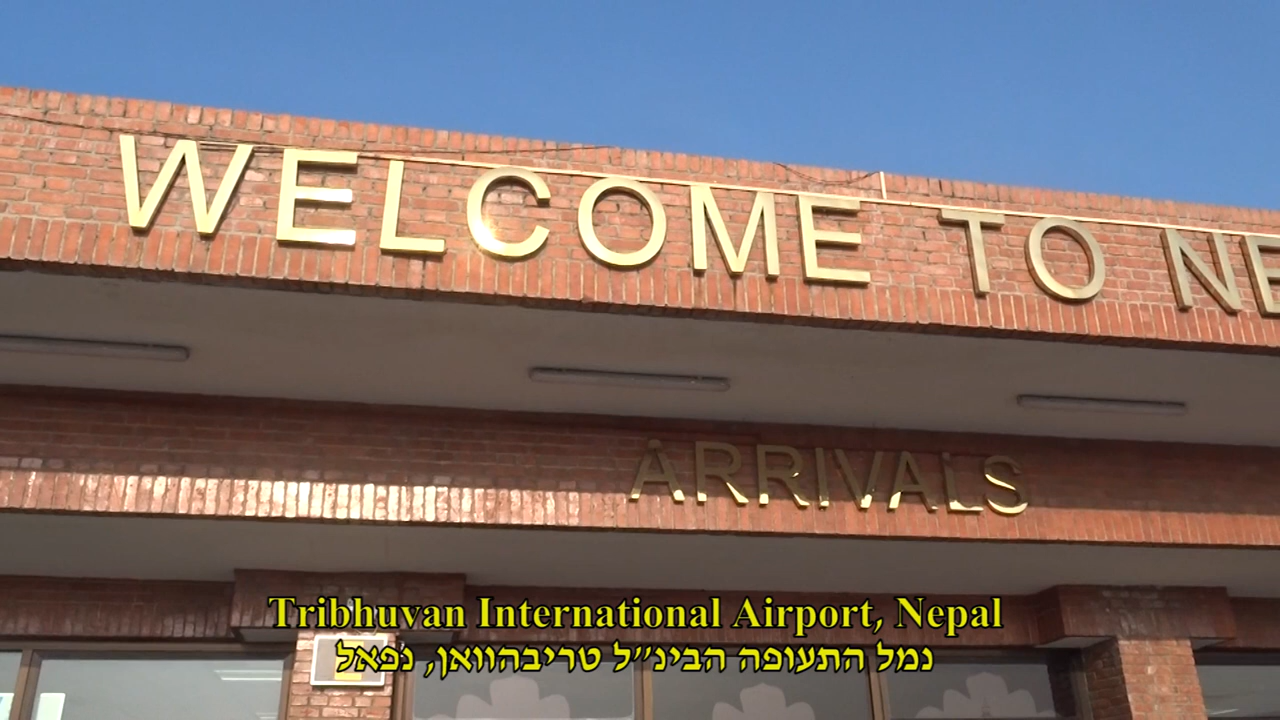 WELCOME TO NE
ARRIVALS
Tribhuvan International Airport, Nepal
נמל התעופה הבינ״ל טריבהוואן, נפאל